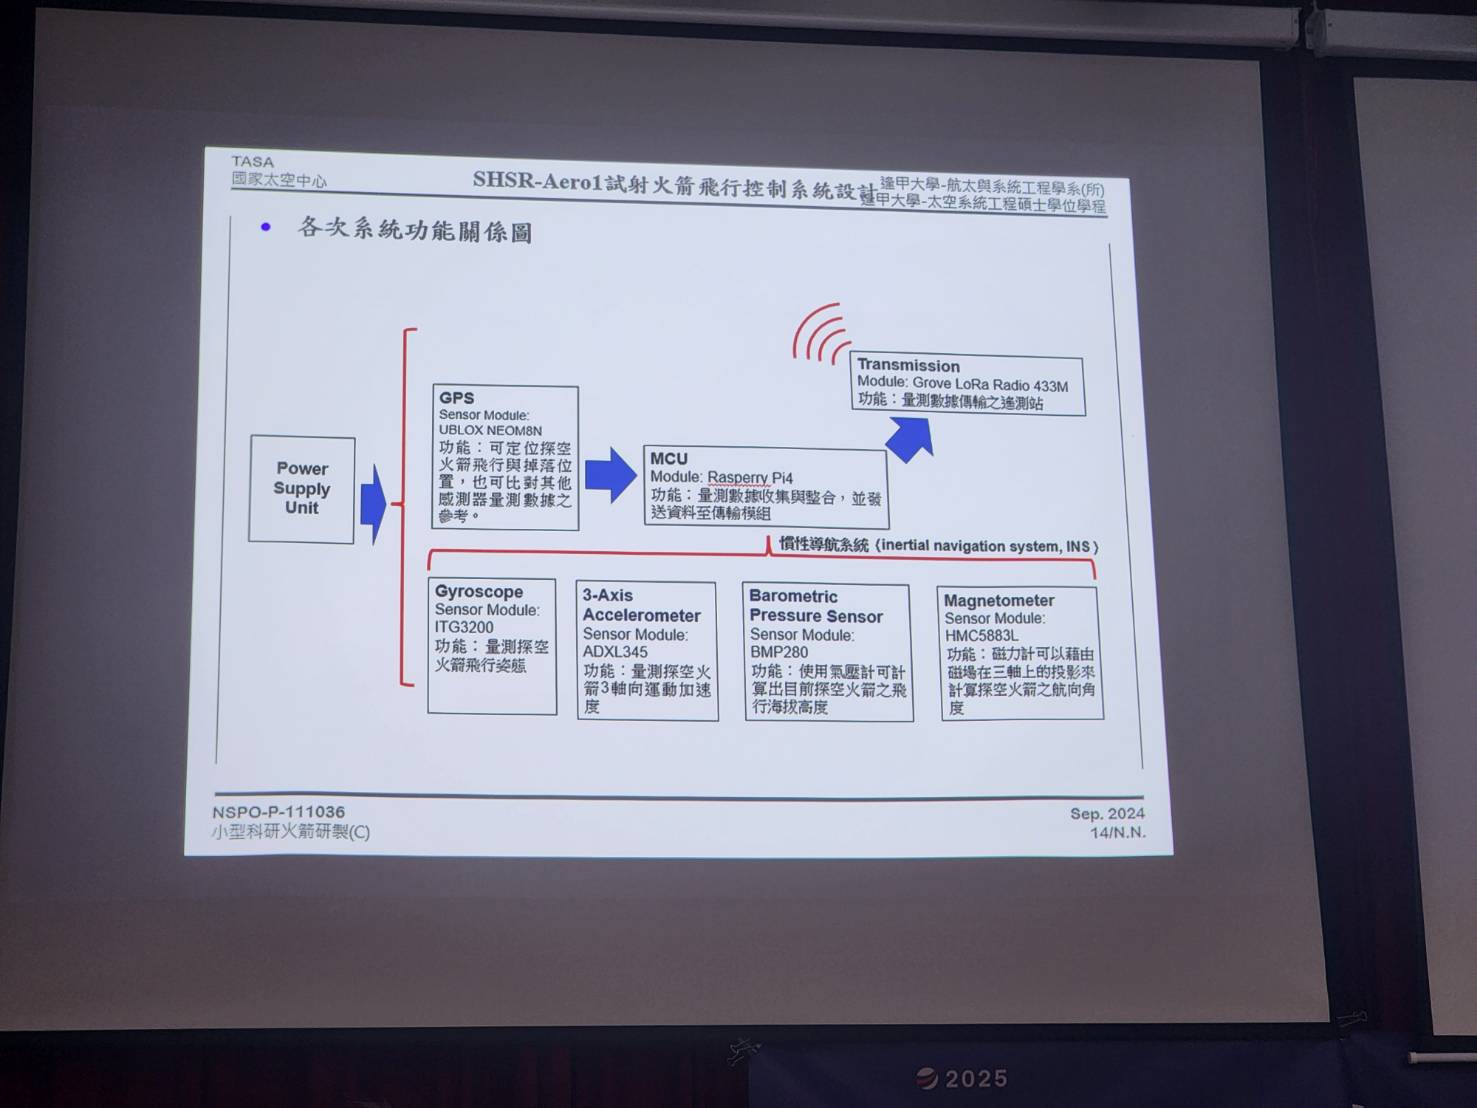 TASA
國家太空中心
SHSR-Aero1試射火箭飛行控制系統設計
逢甲大學-航太與系統工程學系(所)
逢甲大學-太空系統工程碩士學位學程
• 各次系統功能關係圖
Power
Supply
Unit
GPS
Sensor Module:
UBLOX NEOM8N
功能：可定位探空
火箭飛行與掉落位
置，也可比對其他
感測器量測數據之
參考。
MCU
Module: Rasperry Pi4
功能：量測數據收集與整合，並發
送資料至傳輸模組
Transmission
Module: Grove LoRa Radio 433M
功能：量測數據傳輸之遙測站
慣性導航系統（inertial navigation system, INS）
Gyroscope
Sensor Module:
ITG3200
功能：量測探空
火箭飛行姿態
3-Axis
Accelerometer
Sensor Module:
ADXL345
功能：量測探空火
箭3軸向運動加速
度
Barometric
Pressure Sensor
Sensor Module:
BMP280
功能：使用氣壓計可計
算出目前探空火箭之飛
行海拔高度
Magnetometer
Sensor Module:
HMC5883L
功能：磁力計可以藉由
磁場在三軸上的投影來
計算探空火箭之航向角
度
NSPO-P-111036
小型科研火箭研製(C)
Sep. 2024
14/N.N.
2025